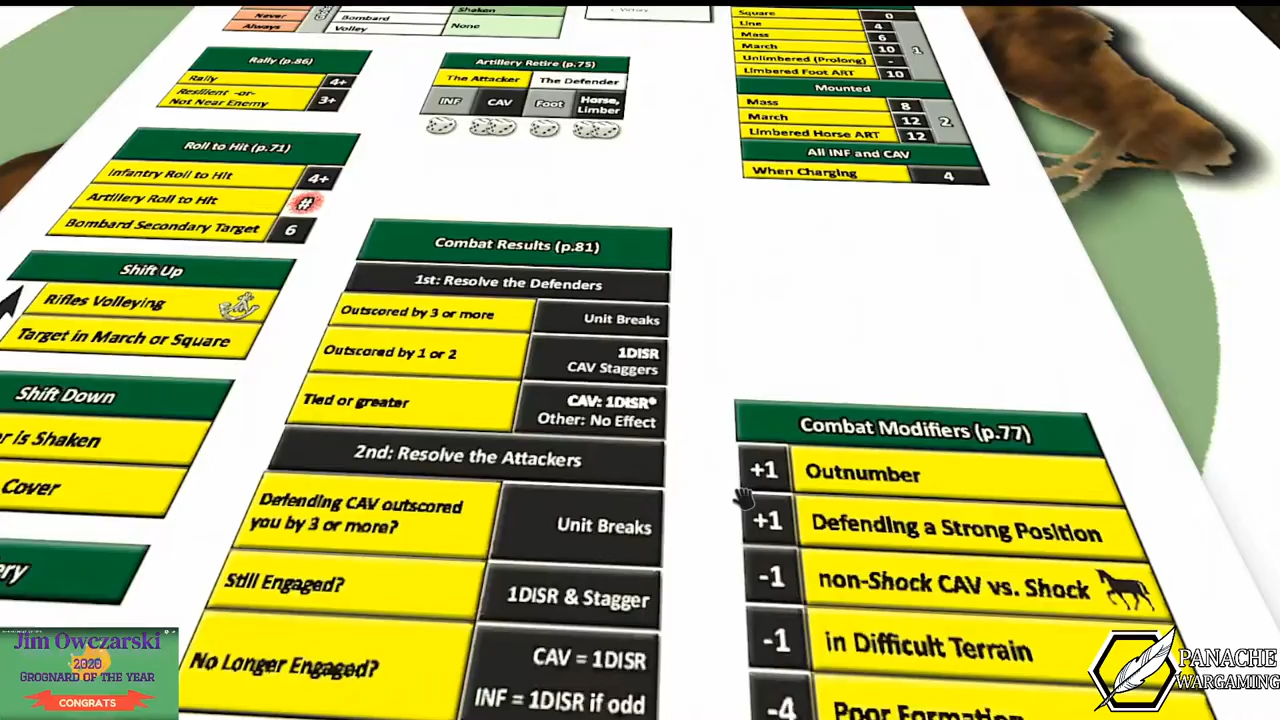 Never
Always
Bombard
Volley
Shaken
None
Rally (p.86)
Rally 4+
Resilient -or-
Not Near Enemy 3+
Artillery Retire (p.75)
The Attacker The Defender
INF CAV Foot Horse,
Limber
Square 0
Line 4
Mass 6
March 10
1
Unlimbered (Prolong) -
Limbered Foot ART 10
Mounted
Mass 8
March 12
2
Limbered Horse ART 12
All INF and CAV
When Charging 4
Roll to Hit (p.71)
Infantry Roll to Hit 4+
Artillery Roll to Hit #
Bombard Secondary Target 6
Shift Up
Rifles Volleying
Target in March or Square
Shift Down
is Shaken
Cover
Combat Results (p.81)
1st: Resolve the Defenders
Outscored by 3 or more Unit Breaks
Outscored by 1 or 2 1DISR
CAV Staggers
Tied or greater CAV: 1DISR*
Other: No Effect
2nd: Resolve the Attackers
Defending CAV outscored
you by 3 or more? Unit Breaks
Still Engaged? 1DISR & Stagger
No Longer Engaged? CAV = 1DISR
INF = 1DISR if odd
Combat Modifiers (p.77)
+1 Outnumber
+1 Defending a Strong Position
-1 non-Shock CAV vs. Shock
-1 in Difficult Terrain
-4 Poor Formation
Jim Owczarski
2020
GROGNARD OF THE YEAR
CONGRATS
PANACHE
WARGAMING